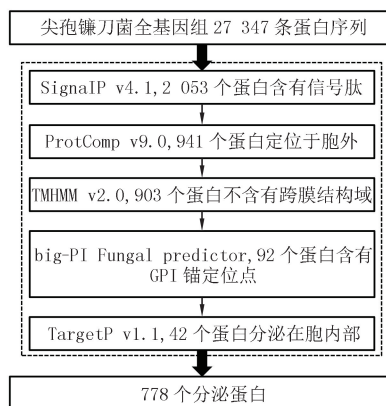 尖孢镰刀菌全基因组 27 347 条蛋白序列
SignaIP v4.1,2 053 个蛋白含有信号肽
ProtComp v9.0,941 个蛋白定位于胞外
TMHMM v2.0,903 个蛋白不含有跨膜结构域
big-PI Fungal predictor,92 个蛋白含有
GPI 锚定位点
TargetP v1.1,42 个蛋白分泌在胞内部
778 个分泌蛋白